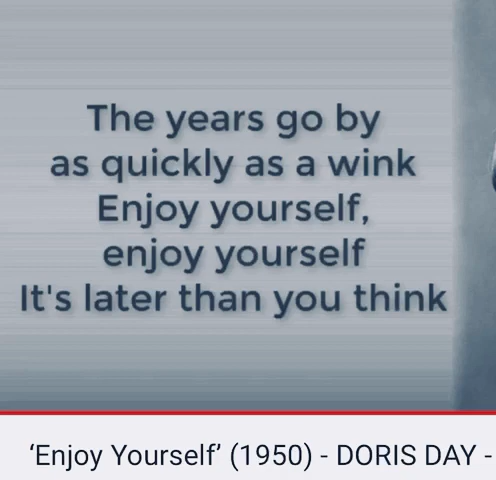 The years go by
as quickly as a wink
Enjoy yourself,
enjoy yourself
It's later than you think
‘Enjoy Yourself’ (1950) - DORIS DAY -